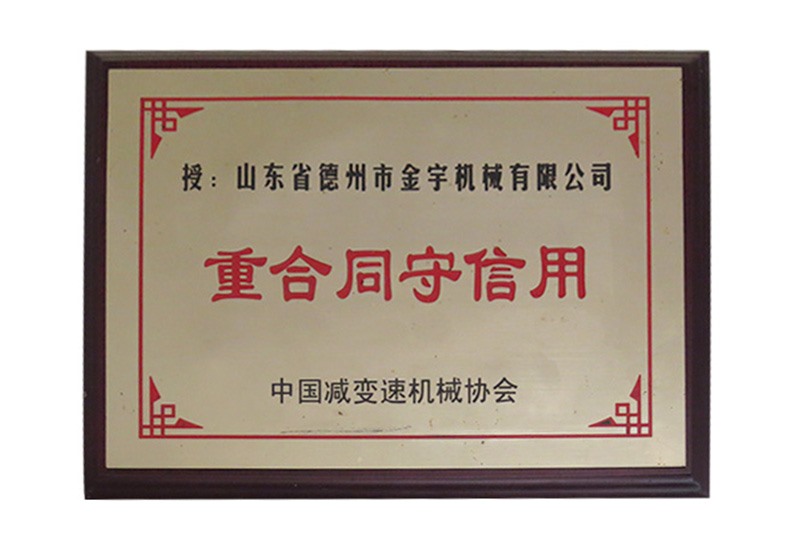 授：山东省德州市金宇机械有限公司
重合同守信用
中国减变速机械协会